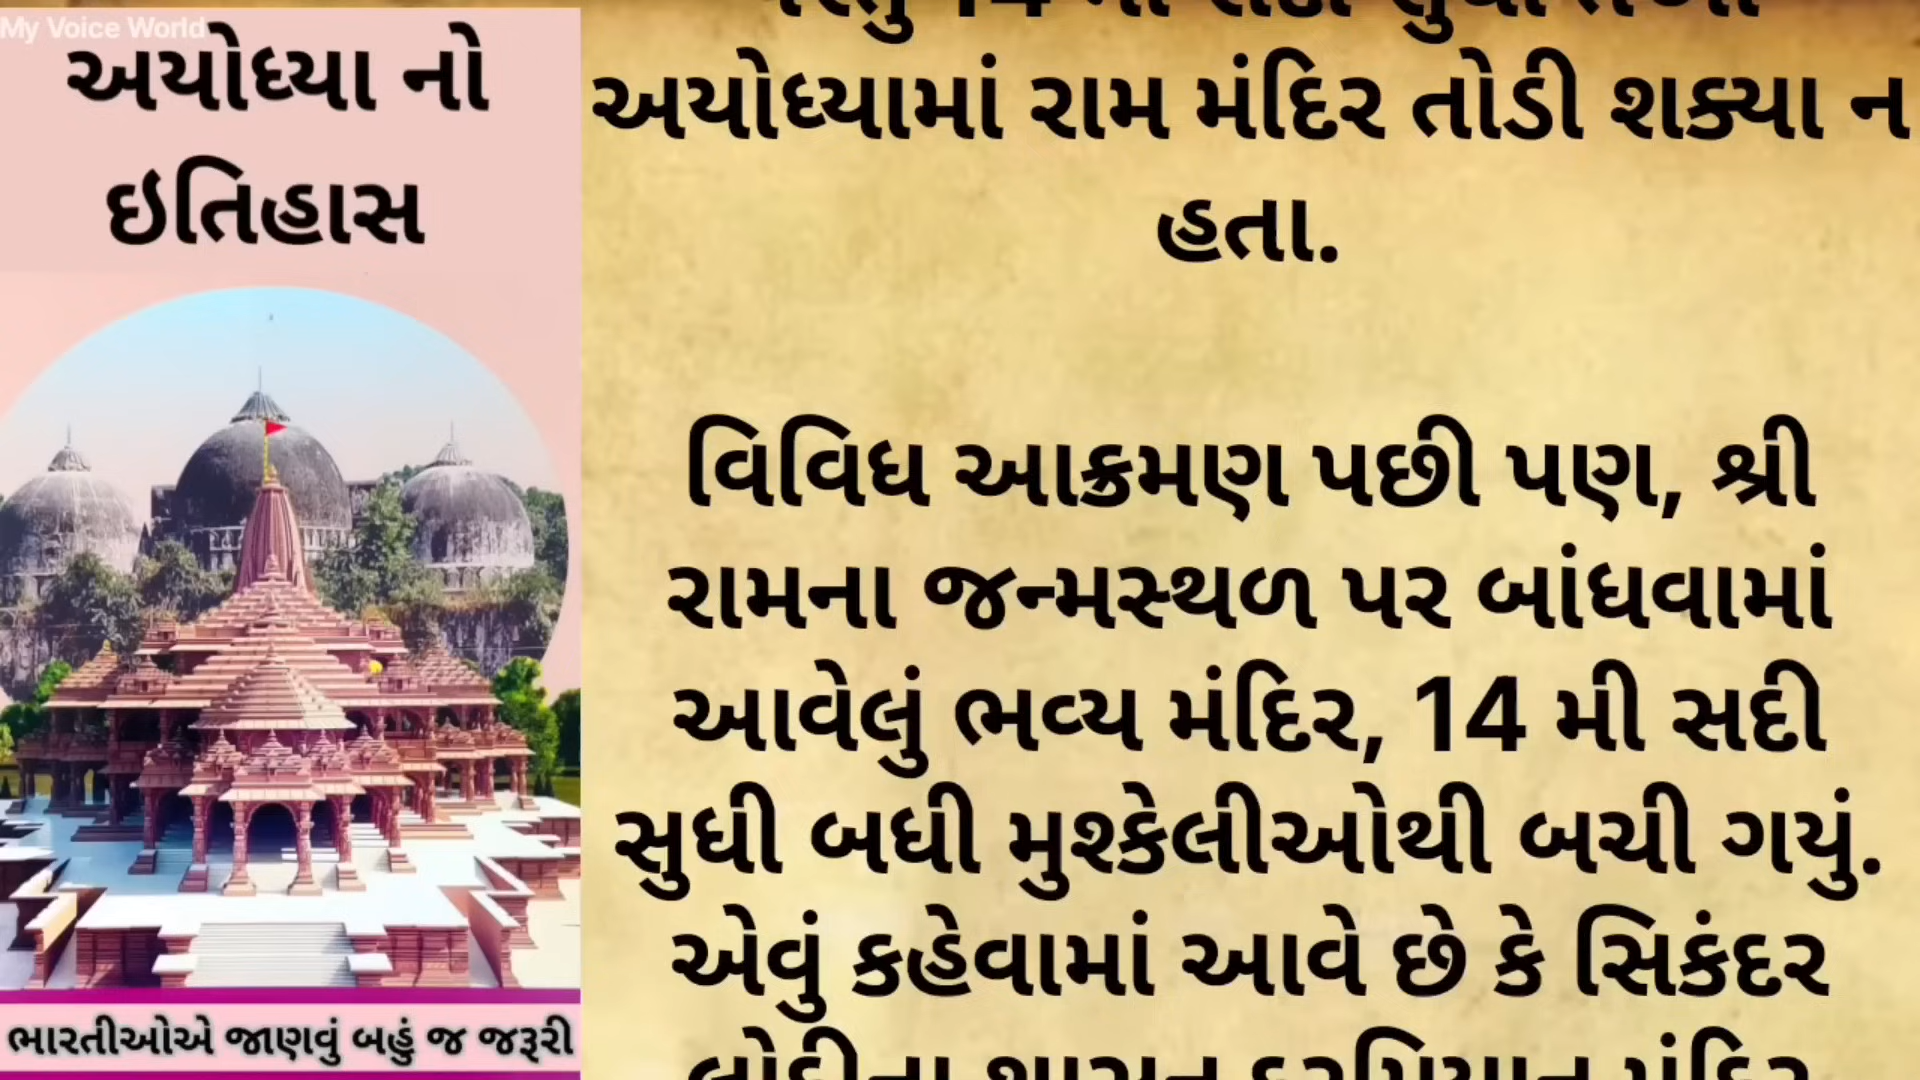 My Voice World
અયોધ્યા નો
ઇતિહાસ
ભારતીઓએ જાણવું બહું જ જરૂરી
અયોધ્યામાં રામ મંદિર તોડી શક્યા ન
હતા.
વિવિધ આક્રમણ પછી પણ, શ્રી
રામના જન્મસ્થળ પર બાંધવામાં
આવેલું ભવ્ય મંદિર, 14 મી સદી
સુધી બધી મુશ્કેલીઓથી બચી ગયું.
એવું કહેવામાં આવે છે કે સિકંદર